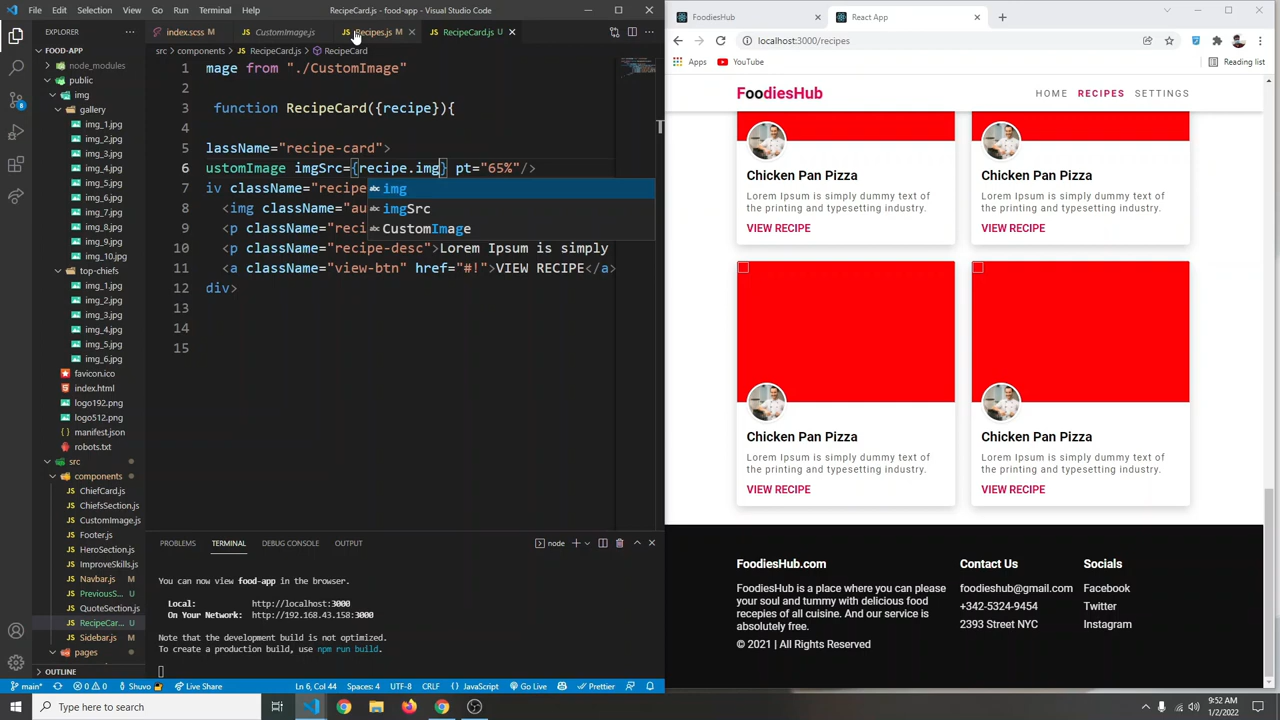 File Edit Selection View Go Run Terminal Help RecipeCard.js - food-app - Visual Studio Code
EXPLORER
index.scss M CustomImage.js Recipes.js M RecipeCard.js U
FOOD-APP
node_modules
public
img
gallery
img_1.jpg
img_2.jpg
img_3.jpg
img_4.jpg
img_5.jpg
img_6.jpg
img_7.jpg
img_8.jpg
img_9.jpg
img_10.jpg
top-chiefs
img_1.jpg
img_2.jpg
img_3.jpg
img_4.jpg
img_5.jpg
img_6.jpg
favicon.ico
index.html
logo192.png
logo512.png
manifest.json
robots.txt
src
components
ChiefCard.js
ChiefsSection.js
CustomImage.js
Footer.js
HeroSection.js
ImproveSkills.js
Navbar.js M
PreviousS... U
QuoteSection.js
RecipeCar... U
Sidebar.js M
pages
OUTLINE
src > components > RecipeCard.js > RecipeCard
1 mage from "./CustomImage"
2
3 function RecipeCard({recipe}){
4
5 lassName="recipe-card">
6 ustomImage imgSrc={recipe.img} pt="65%"/>
7 iv className="recipe
8 <img className="au
9 <p className="reci
10 <p className="recipe-desc">Lorem Ipsum is simply
11 <a className="view-btn" href="#!">VIEW RECIPE</a>
12 div>
13
14
15
img
imgSrc
CustomImage
PROBLEMS TERMINAL DEBUG CONSOLE OUTPUT
node
You can now view food-app in the browser.
Local: http://localhost:3000
On Your Network: http://192.168.43.158:3000
Note that the development build is not optimized.
To create a production build, use npm run build.
main* 0 0 Shuvo Live Share Ln 6, Col 44 Spaces: 4 UTF-8 CRLF JavaScript Go Live Prettier
FoodiesHub React App
localhost:3000/recipes
Apps YouTube Reading list
FoodiesHub HOME RECIPES SETTINGS
Chicken Pan Pizza
Lorem Ipsum is simply dummy text of
the printing and typesetting industry.
VIEW RECIPE
Chicken Pan Pizza
Lorem Ipsum is simply dummy text of
the printing and typesetting industry.
VIEW RECIPE
Chicken Pan Pizza
Lorem Ipsum is simply dummy text of
the printing and typesetting industry.
VIEW RECIPE
Chicken Pan Pizza
Lorem Ipsum is simply dummy text of
the printing and typesetting industry.
VIEW RECIPE
FoodiesHub.com
FoodiesHub is a place where you can please
your soul and tummy with delicious food
recepies of all cuisine. And our service is
absolutely free.
© 2021 | All Rights Reserved
Contact Us
foodieshub@gmail.com
+342-5324-9454
2393 Street NYC
Socials
Facebook
Twitter
Instagram
Type here to search
9:52 AM
1/2/2022